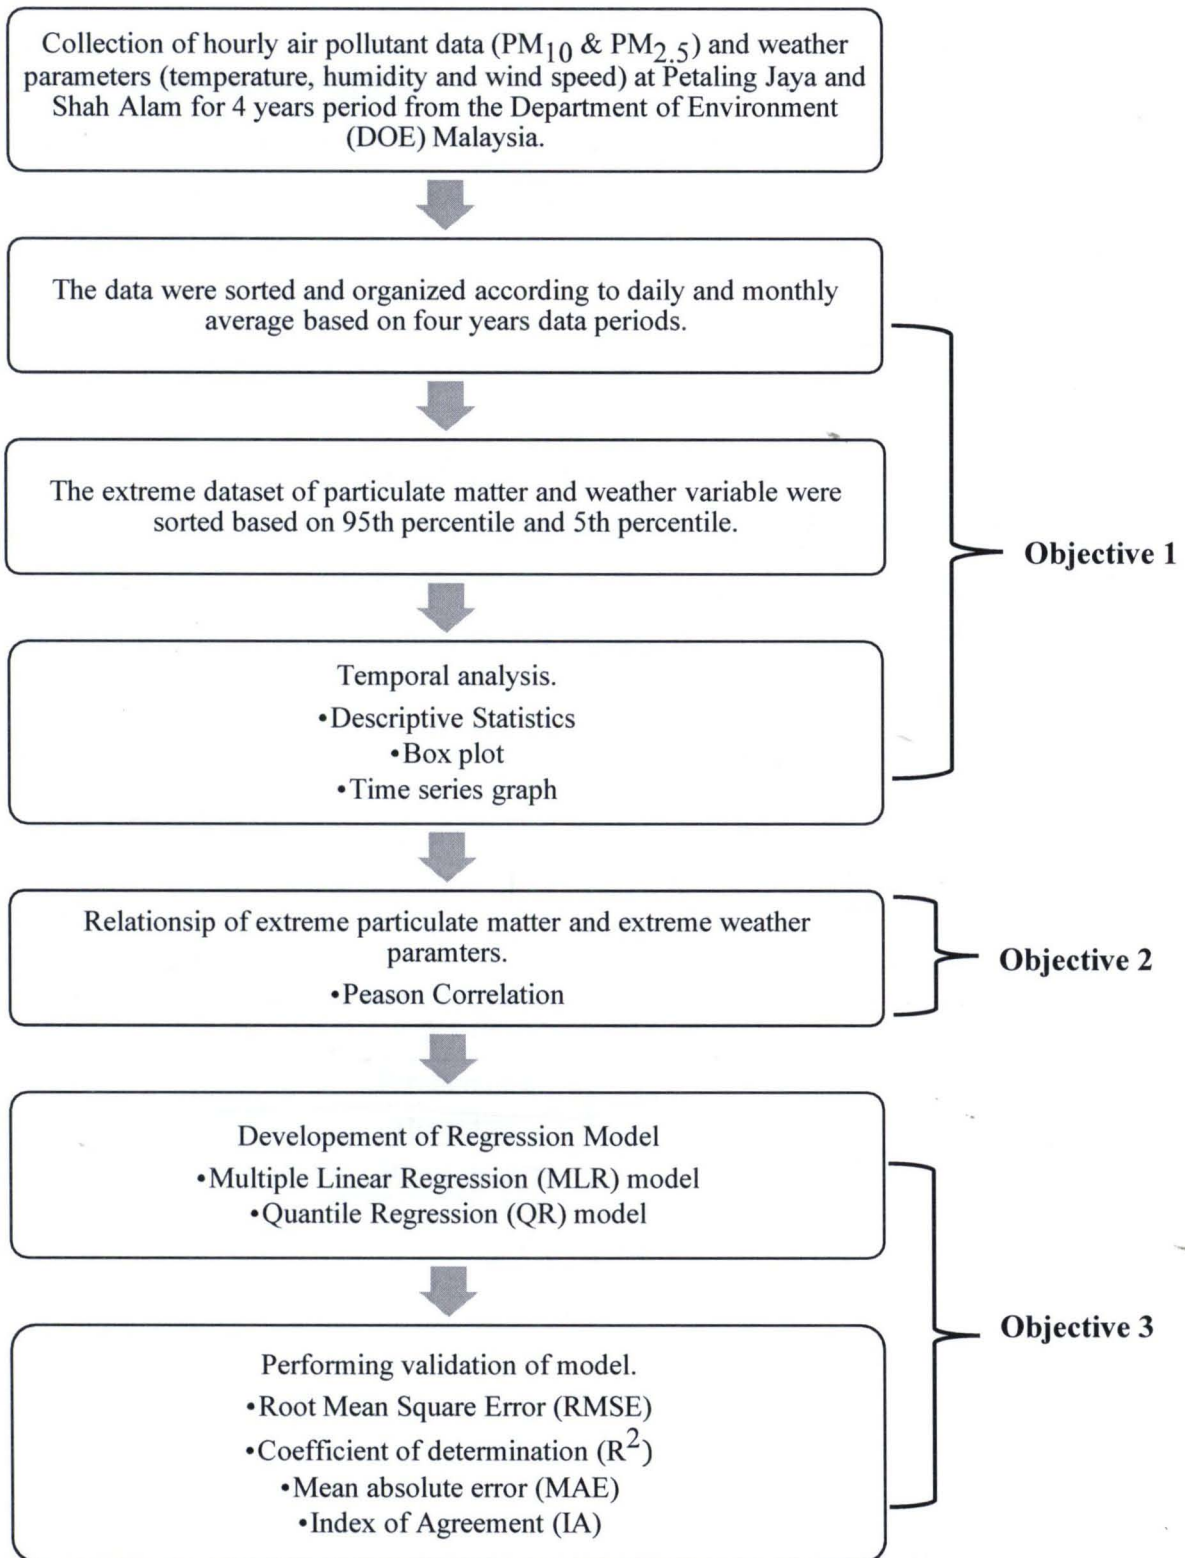 Collection of hourly air pollutant data (PM10 & PM2.5) and weather
parameters (temperature, humidity and wind speed) at Petaling Jaya and
Shah Alam for 4 years period from the Department of Environment
(DOE) Malaysia.
The data were sorted and organized according to daily and monthly
average based on four years data periods.
The extreme dataset of particulate matter and weather variable were
sorted based on 95th percentile and 5th percentile.
Objective 1
Temporal analysis.
•Descriptive Statistics
•Box plot
•Time series graph
Relationsip of extreme particulate matter and extreme weather
paramters.
•Peason Correlation
Objective 2
Developement of Regression Model
•Multiple Linear Regression (MLR) model
•Quantile Regression (QR) model
Objective 3
Performing validation of model.
•Root Mean Square Error (RMSE)
•Coefficient of determination (R²)
•Mean absolute error (MAE)
•Index of Agreement (IA)